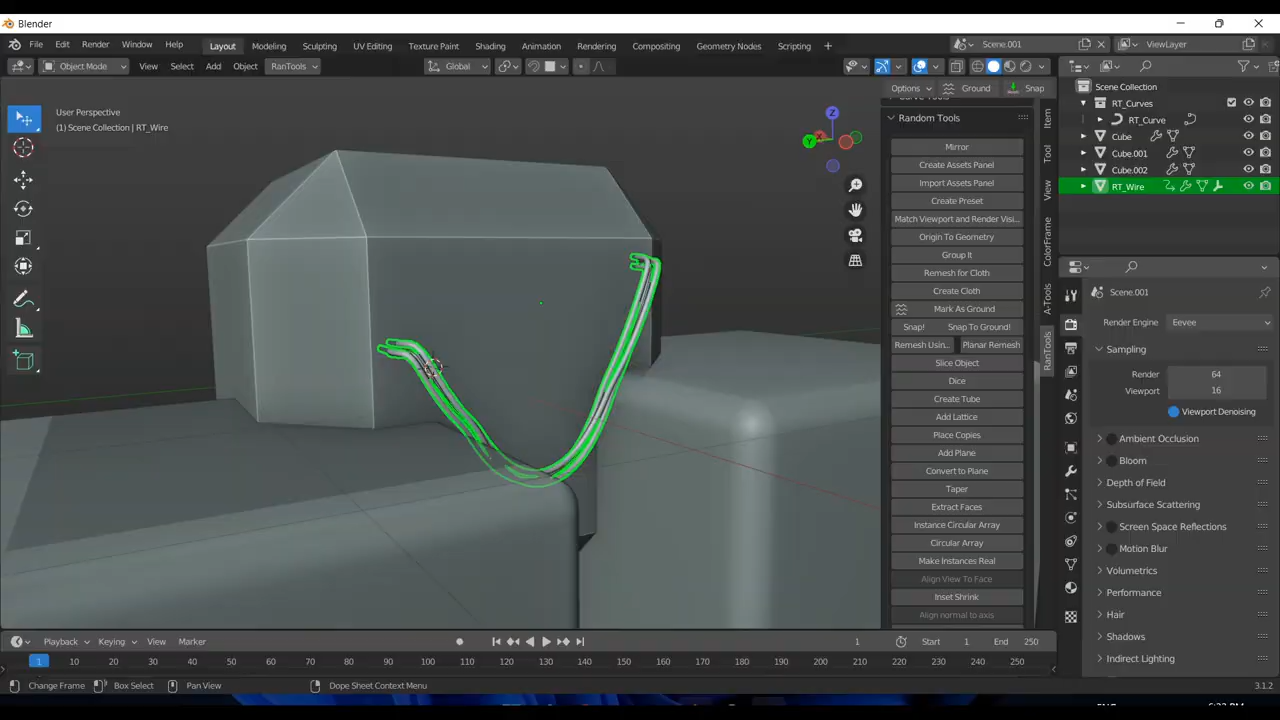 Blender
File Edit Render Window Help Layout Modeling Sculpting UV Editing Texture Paint Shading Animation Rendering Compositing Geometry Nodes Scripting + Scene.001 ViewLayer
Object Mode View Select Add Object RanTools Global
Options Ground Snap
User Perspective
(1) Scene Collection | RT_Wire
Z
Y
X
Item
Tool
View
ColorFrame
A-Tools
RanTools
Random Tools
Mirror
Create Assets Panel
Import Assets Panel
Create Preset
Match Viewport and Render Visi...
Origin To Geometry
Group It
Remesh for Cloth
Create Cloth
Mark As Ground
Snap! Snap To Ground!
Remesh Usin... Planar Remesh
Slice Object
Dice
Create Tube
Add Lattice
Place Copies
Add Plane
Convert to Plane
Taper
Extract Faces
Instance Circular Array
Circular Array
Make Instances Real
Align View To Face
Inset Shrink
Align normal to axis
Scene Collection
RT_Curves
RT_Curve
Cube
Cube.001
Cube.002
RT_Wire
Scene.001
Render Engine Eevee
Sampling
Render 64
Viewport 16
Viewport Denoising
Ambient Occlusion
Bloom
Depth of Field
Subsurface Scattering
Screen Space Reflections
Motion Blur
Volumetrics
Performance
Hair
Shadows
Indirect Lighting
Playback Keying View Marker 1 Start 1 End 250
1 10 20 30 40 50 60 70 80 90 100 110 120 130 140 150 160 170 180 190 200 210 220 230 240 250
Change Frame Box Select Pan View Dope Sheet Context Menu 3.1.2